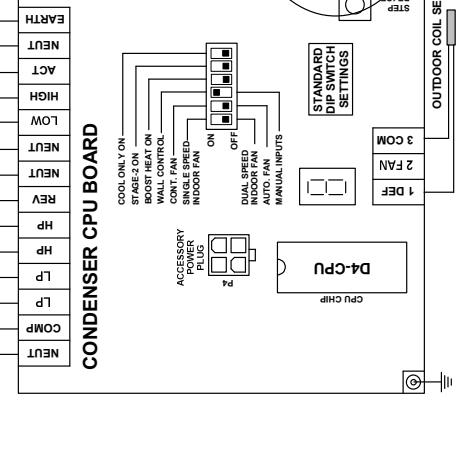 EARTH
NEUT
ACT
HIGH
LOW
NEUT
NEUT
REV
HP
HP
LP
LP
COMP
NEUT
CONDENSER CPU BOARD
COOL ONLY ON
STAGE-2 ON
BOOST HEAT ON
WALL CONTROL
CONT. FAN
SINGLE SPEED
INDOOR FAN
ON
OFF
DUAL SPEED
INDOOR FAN
AUTO. FAN
MANUAL INPUTS
STANDARD
DIP SWITCH
SETTINGS
STEP
OUTDOOR COIL SE
3 COM
2 FAN
1 DEF
ACCESSORY
POWER
PLUG
P4
D4-CPU
CPU CHIP